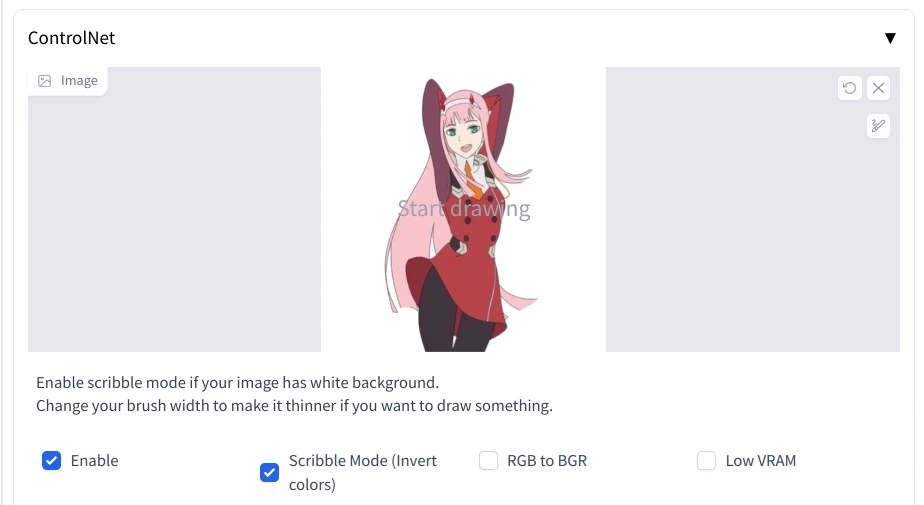 ControlNet
Image
Start drawing
Enable scribble mode if your image has white background.
Change your brush width to make it thinner if you want to draw something.
Enable
Scribble Mode (Invert
colors)
RGB to BGR
Low VRAM